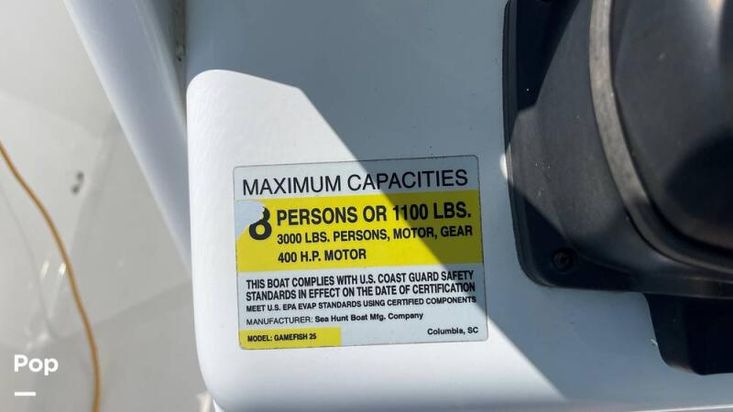 MAXIMUM CAPACITIES
8 PERSONS OR 1100 LBS.
3000 LBS. PERSONS, MOTOR, GEAR
400 H.P. MOTOR
THIS BOAT COMPLIES WITH U.S. COAST GUARD SAFETY
STANDARDS IN EFFECT ON THE DATE OF CERTIFICATION
MEET U.S. EPA EVAP STANDARDS USING CERTIFIED COMPONENTS
MANUFACTURER: Sea Hunt Boat Mfg. Company
Columbia, SC
MODEL: GAMEFISH 25
Pop